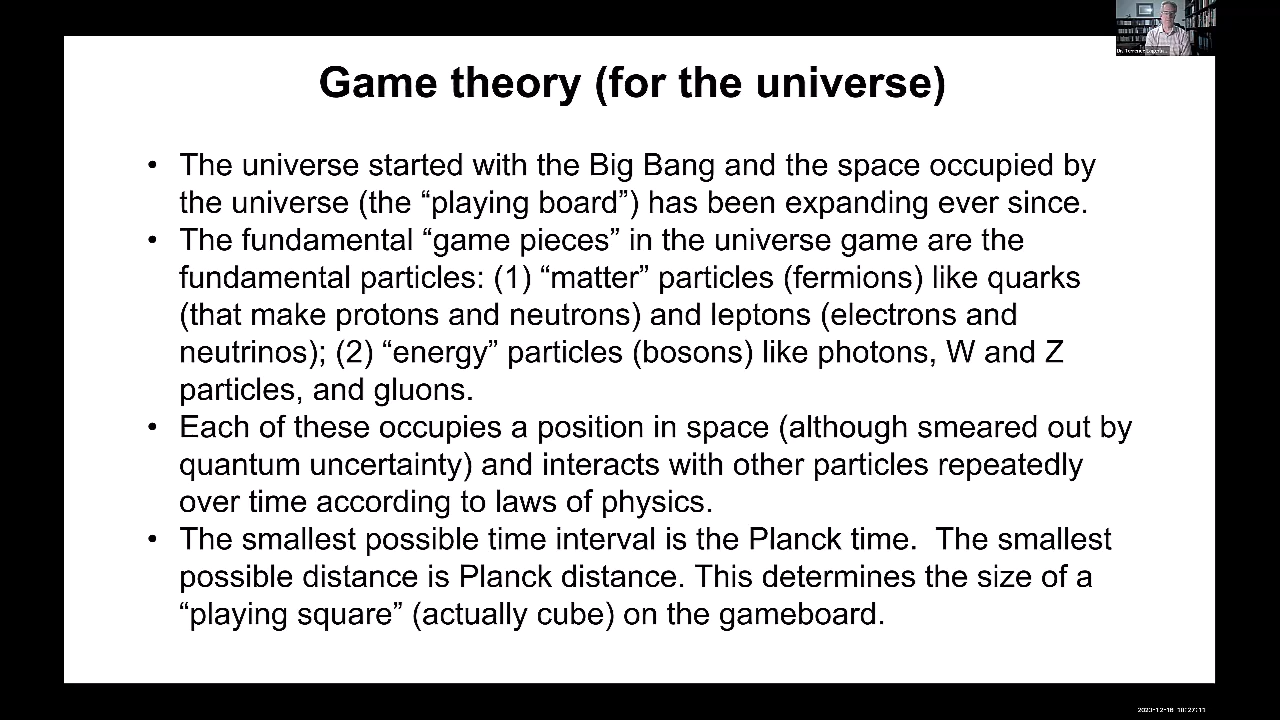 Game theory (for the universe)
• The universe started with the Big Bang and the space occupied by
the universe (the “playing board”) has been expanding ever since.
• The fundamental “game pieces” in the universe game are the
fundamental particles: (1) “matter” particles (fermions) like quarks
(that make protons and neutrons) and leptons (electrons and
neutrinos); (2) “energy” particles (bosons) like photons, W and Z
particles, and gluons.
• Each of these occupies a position in space (although smeared out by
quantum uncertainty) and interacts with other particles repeatedly
over time according to laws of physics.
• The smallest possible time interval is the Planck time.  The smallest
possible distance is Planck distance. This determines the size of a
“playing square” (actually cube) on the gameboard.